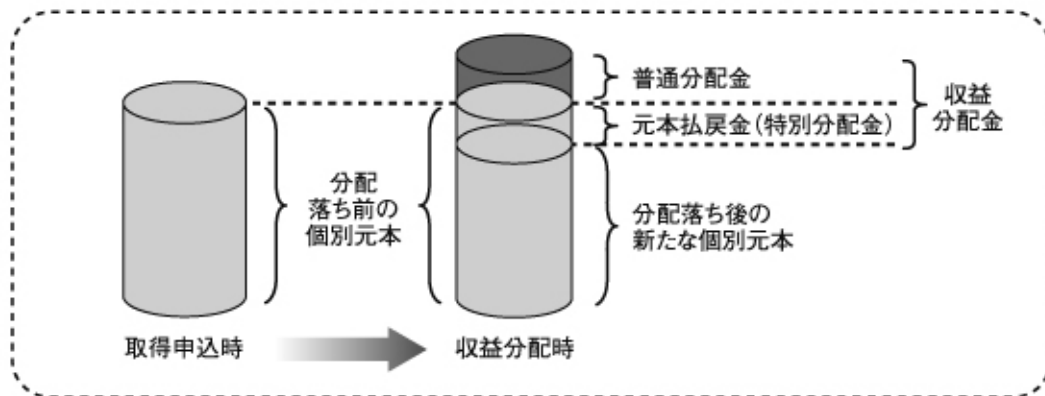 普通分配金
収益
分配金
元本払戻金(特別分配金)
分配
落ち前の
個別元本
分配落ち後の
新たな個別元本
取得申込時
収益分配時